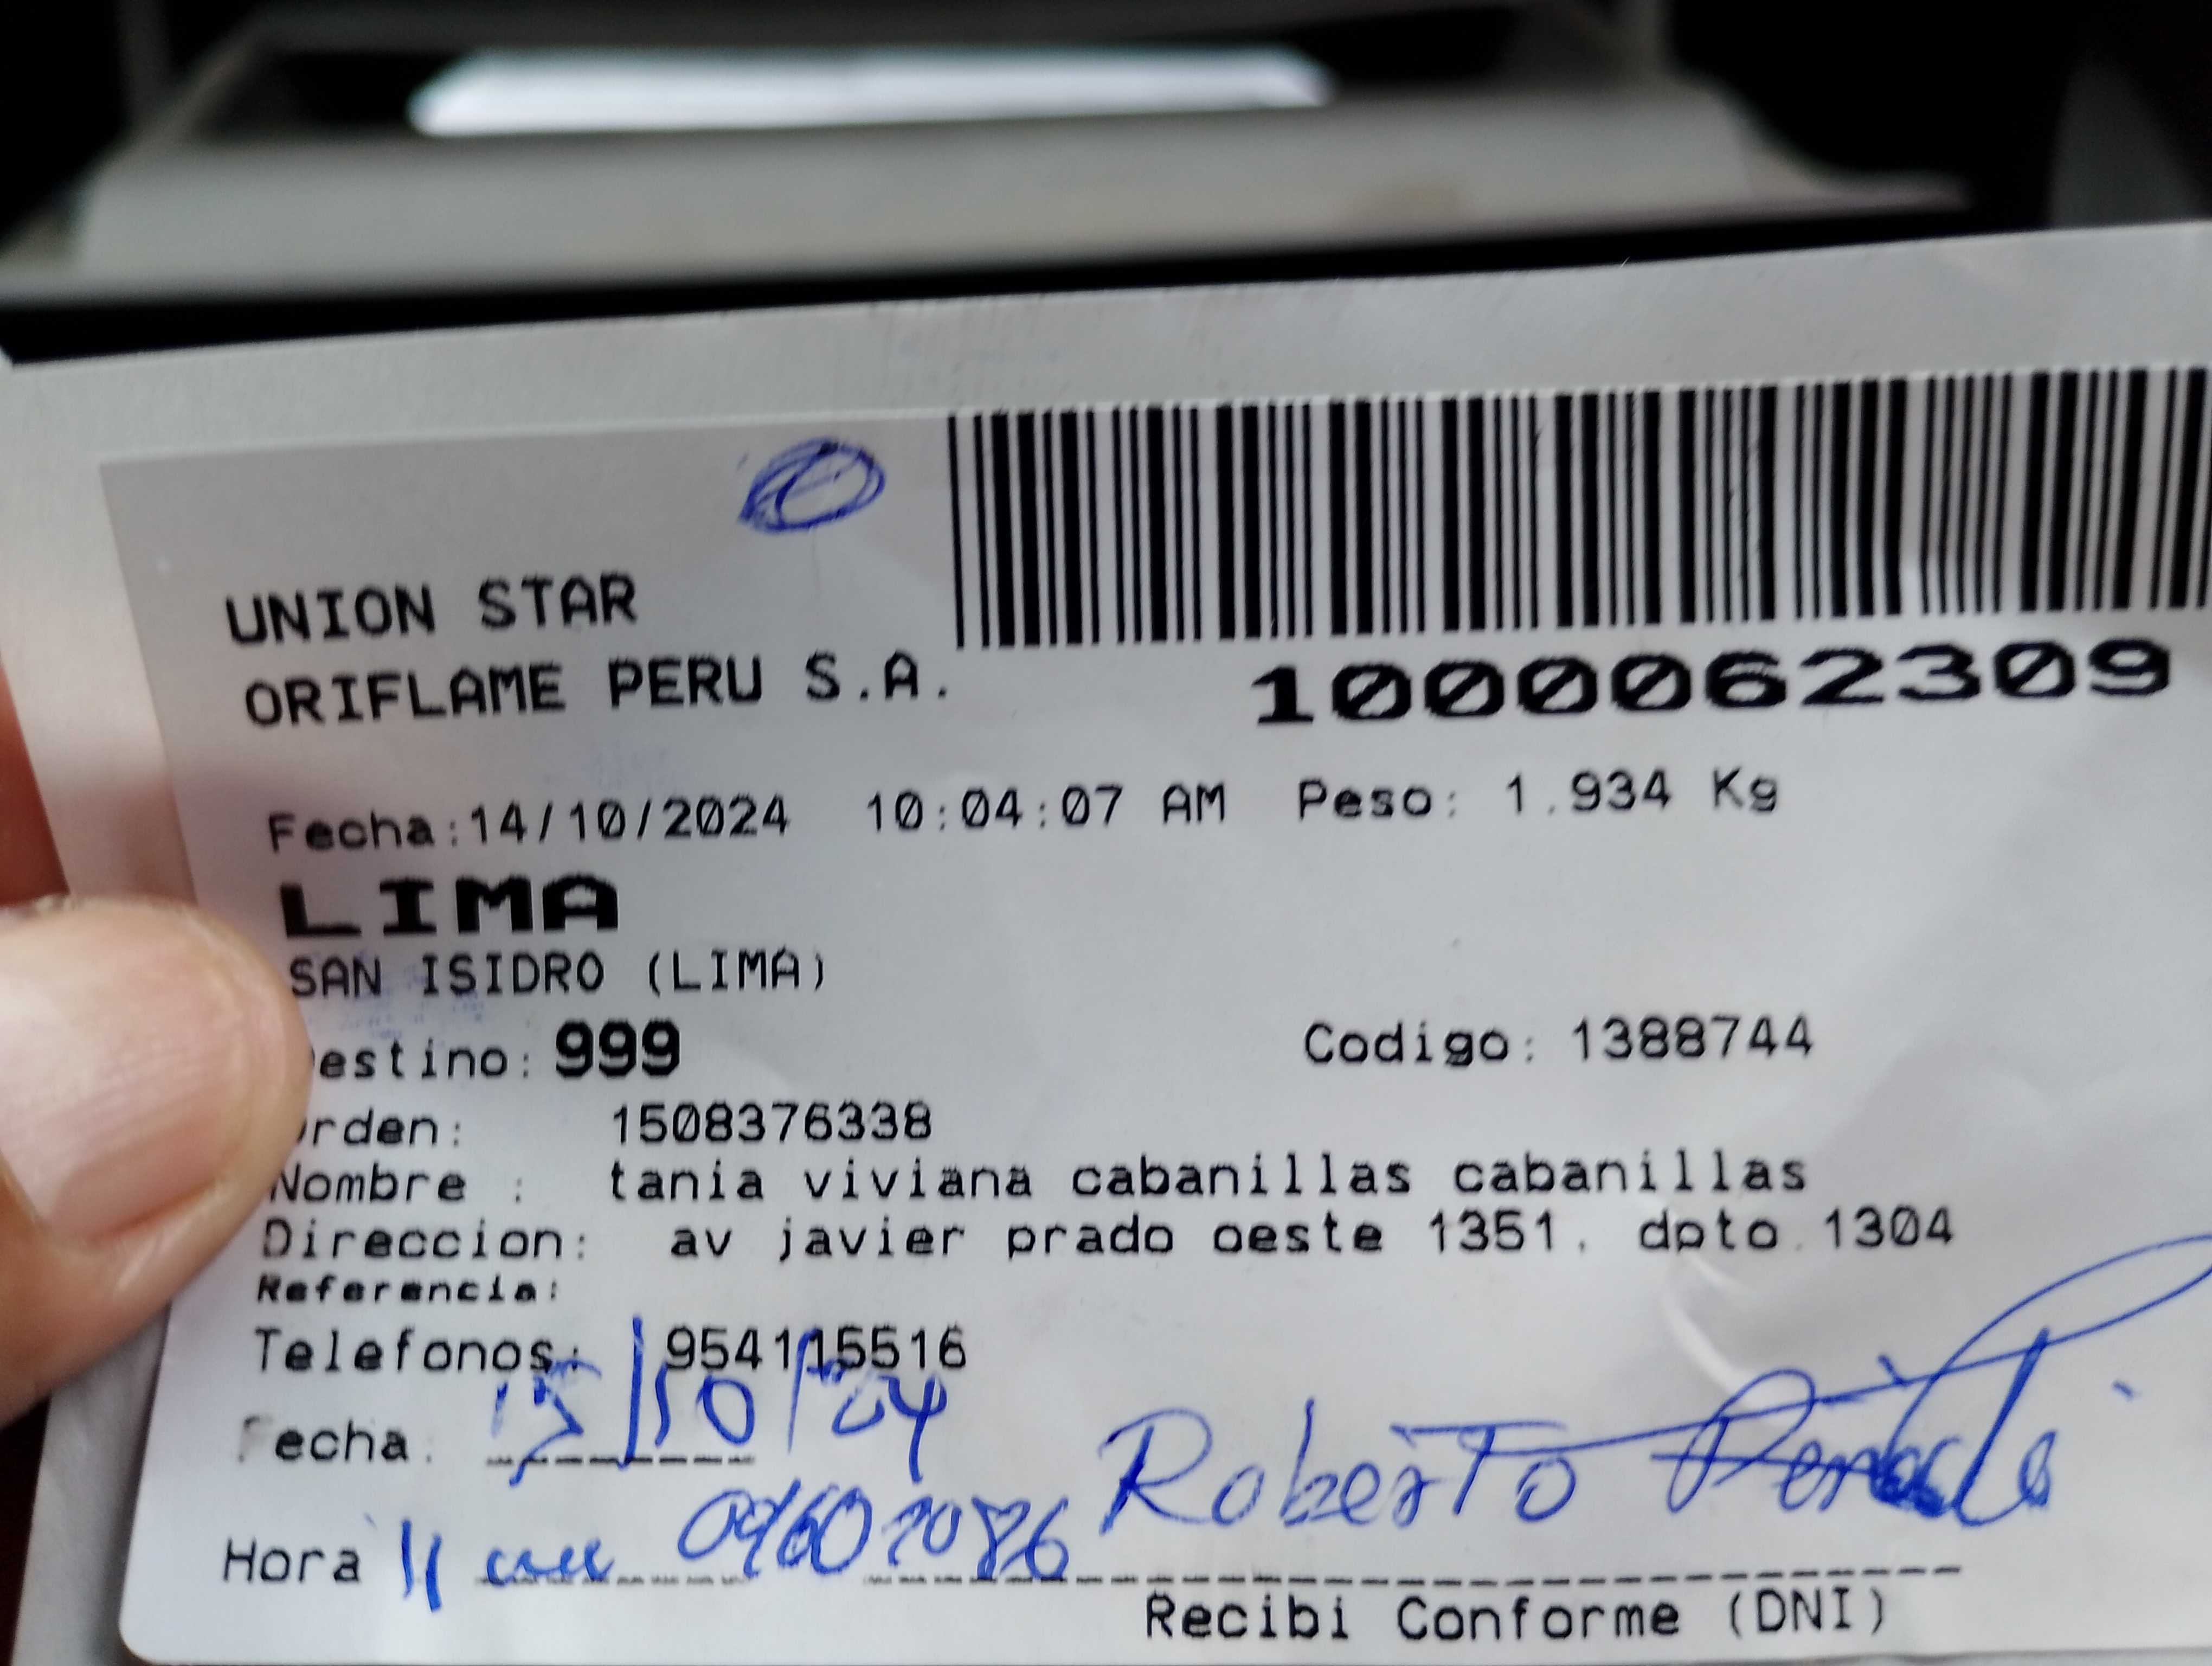 UNION STAR
ORIFLAME PERU S.A.
1000062309
Fecha:14/10/2024 10:04:07 AM Peso: 1.934 Kg
LIMA
SAN ISIDRO (LIMA)
estino: 999 Codigo: 1388744
rden: 1508376338
Nombre : tania viviana cabanillas cabanillas
Direccion: av javier prado oeste 1351. dpto.1304
Referencia:
Telefonos: 954115516
Fecha. 15/10/24
Roberto
Hora 11 am
Recibi Conforme (DNI)